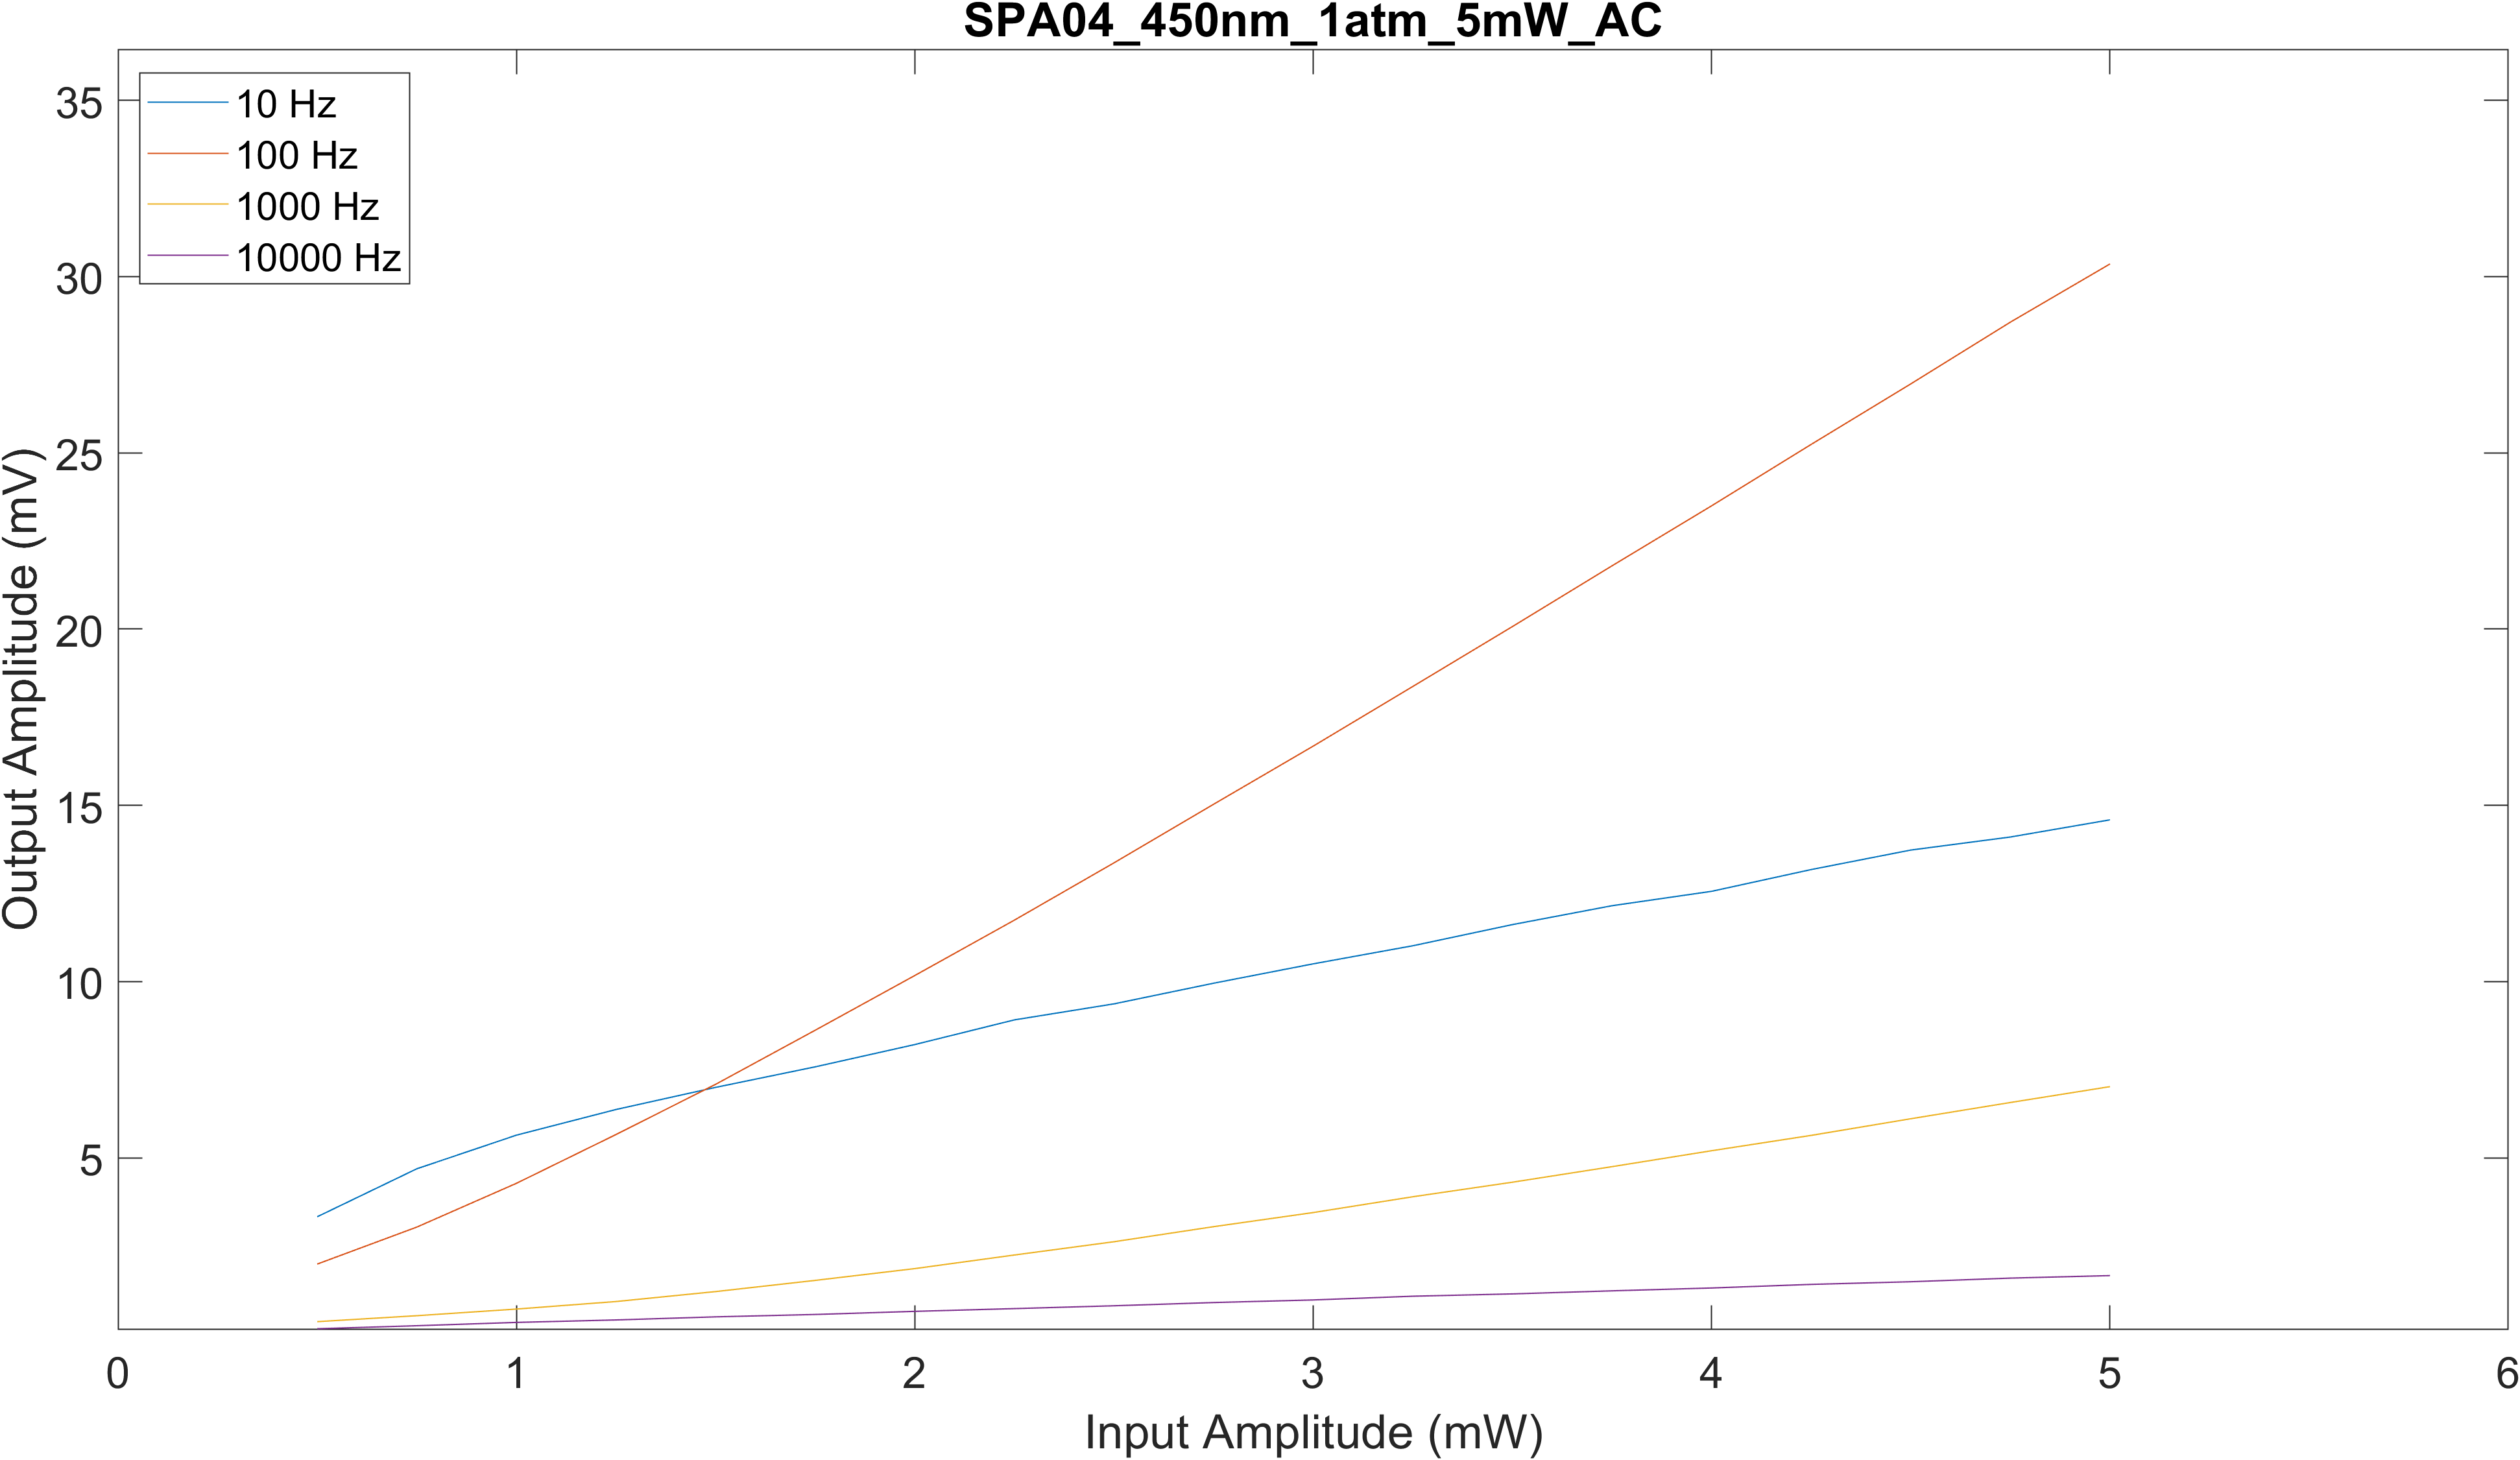 SPA04_450nm_1atm_5mW_AC
10 Hz
100 Hz
1000 Hz
10000 Hz
35
30
25
20
15
10
5
Output Amplitude (mV)
0 1 2 3 4 5 6
Input Amplitude (mW)